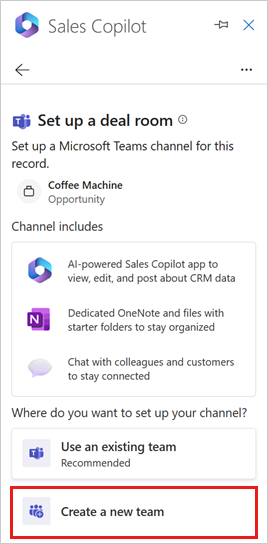 Sales Copilot
Set up a deal room
Set up a Microsoft Teams channel for this
record.
Coffee Machine
Opportunity
Channel includes
AI-powered Sales Copilot app to
view, edit, and post about CRM data
Dedicated OneNote and files with
starter folders to stay organized
Chat with colleagues and customers
to stay connected
Where do you want to set up your channel?
Use an existing team
Recommended
Create a new team